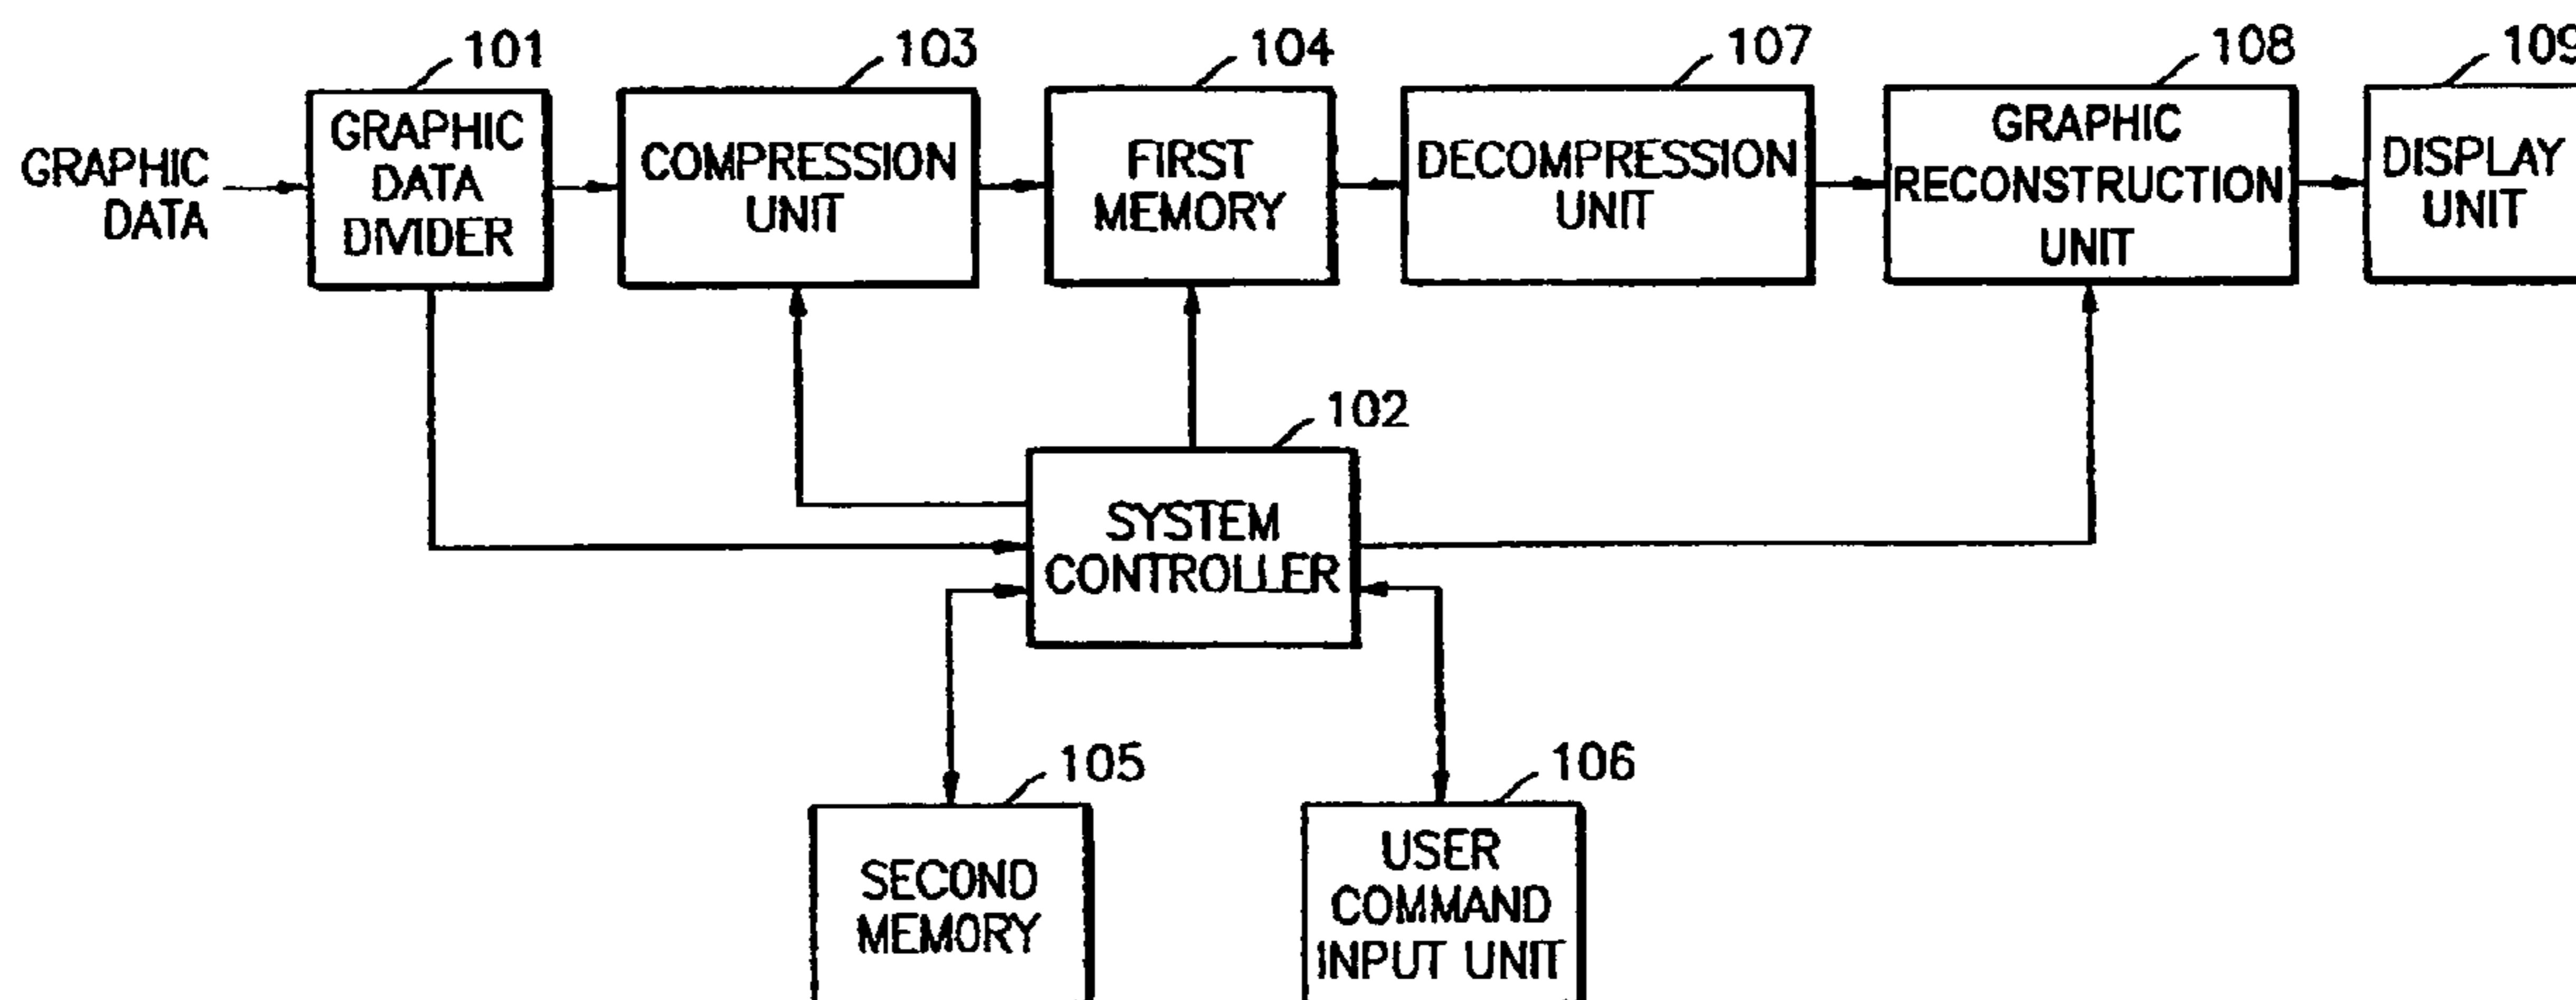 101
103
104
107
108
109
GRAPHIC
DATA
GRAPHIC
DATA
DIVIDER
COMPRESSION
UNIT
FIRST
MEMORY
DECOMPRESSION
UNIT
GRAPHIC
RECONSTRUCTION
UNIT
DISPLAY
UNIT
102
SYSTEM
CONTROLLER
105
106
SECOND
MEMORY
USER
COMMAND
INPUT UNIT